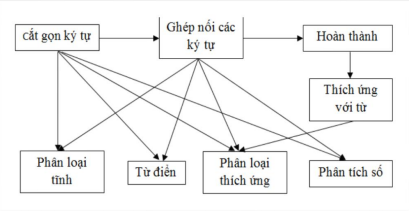 Cắt gọn ký tự
Ghép nối các
ký tự
Hoàn thành
Thích ứng
với từ
Phân loại
tĩnh
Từ điển
Phân loại
thích ứng
Phân tích số